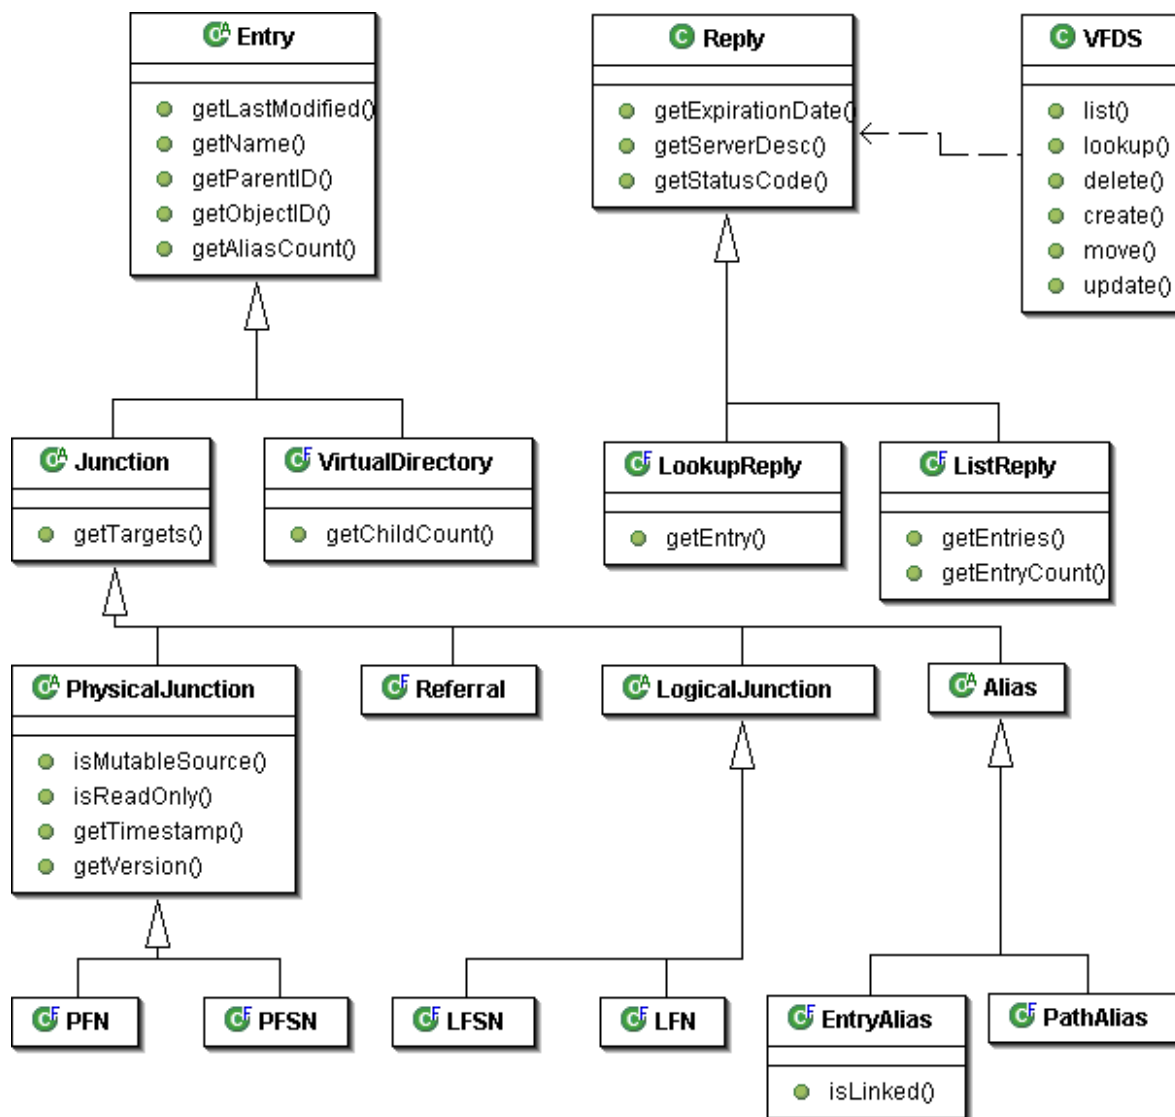 Entry
getLastModified()
getName()
getParentID()
getObjectID()
getAliasCount()
Reply
getExpirationDate()
getServerDesc()
getStatusCode()
VFDS
list()
lookup()
delete()
create()
move()
update()
Junction
getTargets()
VirtualDirectory
getChildCount()
LookupReply
getEntry()
ListReply
getEntries()
getEntryCount()
PhysicalJunction
isMutableSource()
isReadOnly()
getTimestamp()
getVersion()
Referral
LogicalJunction
Alias
PFN
PFSN
LFSN
LFN
EntryAlias
isLinked()
PathAlias